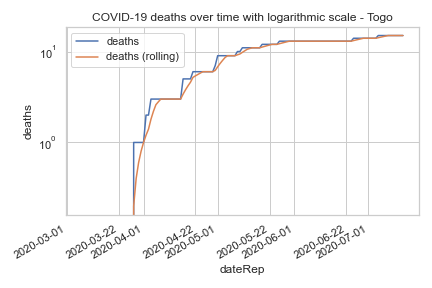 COVID-19 deaths over time with logarithmic scale - Togo
deaths
deaths (rolling)
10¹
10⁰
deaths
2020-03-01
2020-03-22
2020-04-01
2020-04-22
2020-05-01
2020-05-22
2020-06-01
2020-06-22
2020-07-01
dateRep